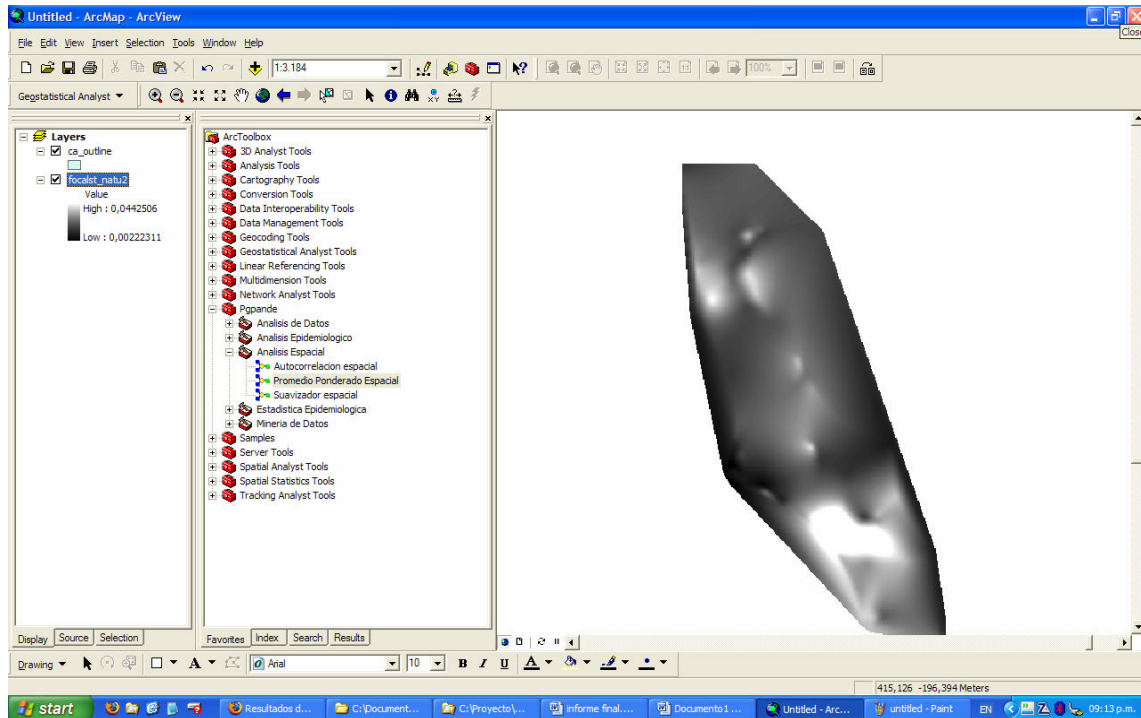 Untitled - ArcMap - ArcView
Close
File Edit View Insert Selection Tools Window Help
1:3.184
100%
Geostatistical Analyst
Layers
ca_outline
focalst_natu2
Value
High : 0,0442506
Low : 0,00222311
ArcToolbox
3D Analyst Tools
Analysis Tools
Cartography Tools
Conversion Tools
Data Interoperability Tools
Data Management Tools
Geocoding Tools
Geostatistical Analyst Tools
Linear Referencing Tools
Multidimension Tools
Network Analyst Tools
Pgpande
Analisis de Datos
Analisis Epidemiologico
Analisis Espacial
Autocorrelacion espacial
Promedio Ponderado Espacial
Suavizador espacial
Estadistica Epidemiologica
Mineria de Datos
Samples
Server Tools
Spatial Analyst Tools
Spatial Statistics Tools
Tracking Analyst Tools
Display Source Selection
Favorites Index Search Results
Drawing
A
Arial
10
B I U A
415,126 -196,394 Meters
start
Resultados d...
C:\Document...
C:\Proyecto\...
informe final....
Documento1 ...
Untitled - Arc...
untitled - Paint
EN
09:13 p.m.